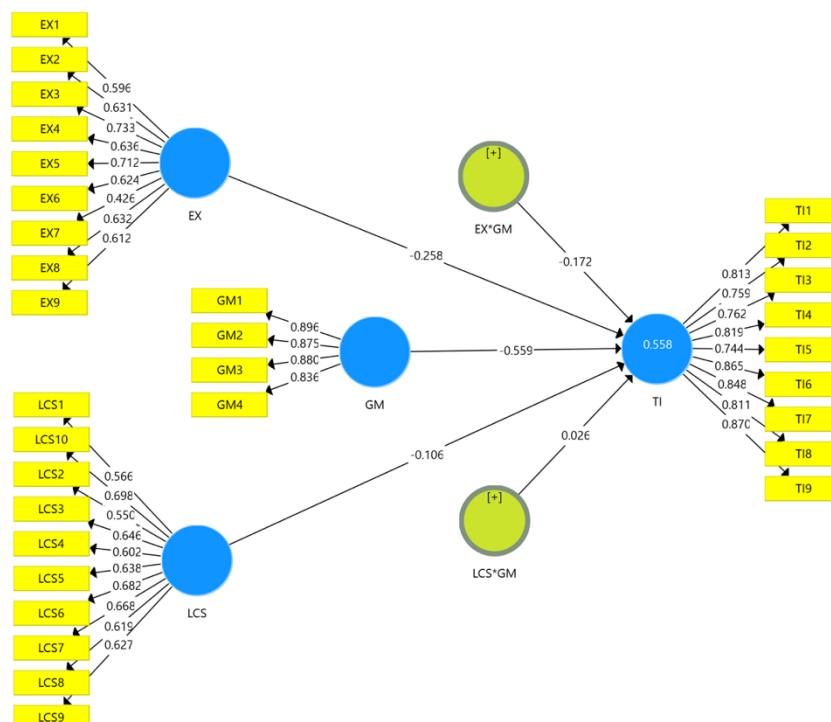 EX1
EX2
EX3
EX4
EX5
EX6
EX7
EX8
EX9
0.596
0.631
0.733
0.636
0.712
0.624
0.426
0.632
0.612
EX
-0.258
[+]
EX*GM
-0.172
GM1
GM2
GM3
GM4
0.896
0.875
0.880
0.836
GM
-0.559
0.558
TI
TI1
TI2
TI3
TI4
TI5
TI6
TI7
TI8
TI9
0.813
0.759
0.762
0.819
0.744
0.865
0.848
0.811
0.870
LCS1
LCS10
LCS2
LCS3
LCS4
LCS5
LCS6
LCS7
LCS8
LCS9
0.566
0.698
0.550
0.646
0.602
0.638
0.682
0.668
0.619
0.627
LCS
-0.106
0.026
[+]
LCS*GM